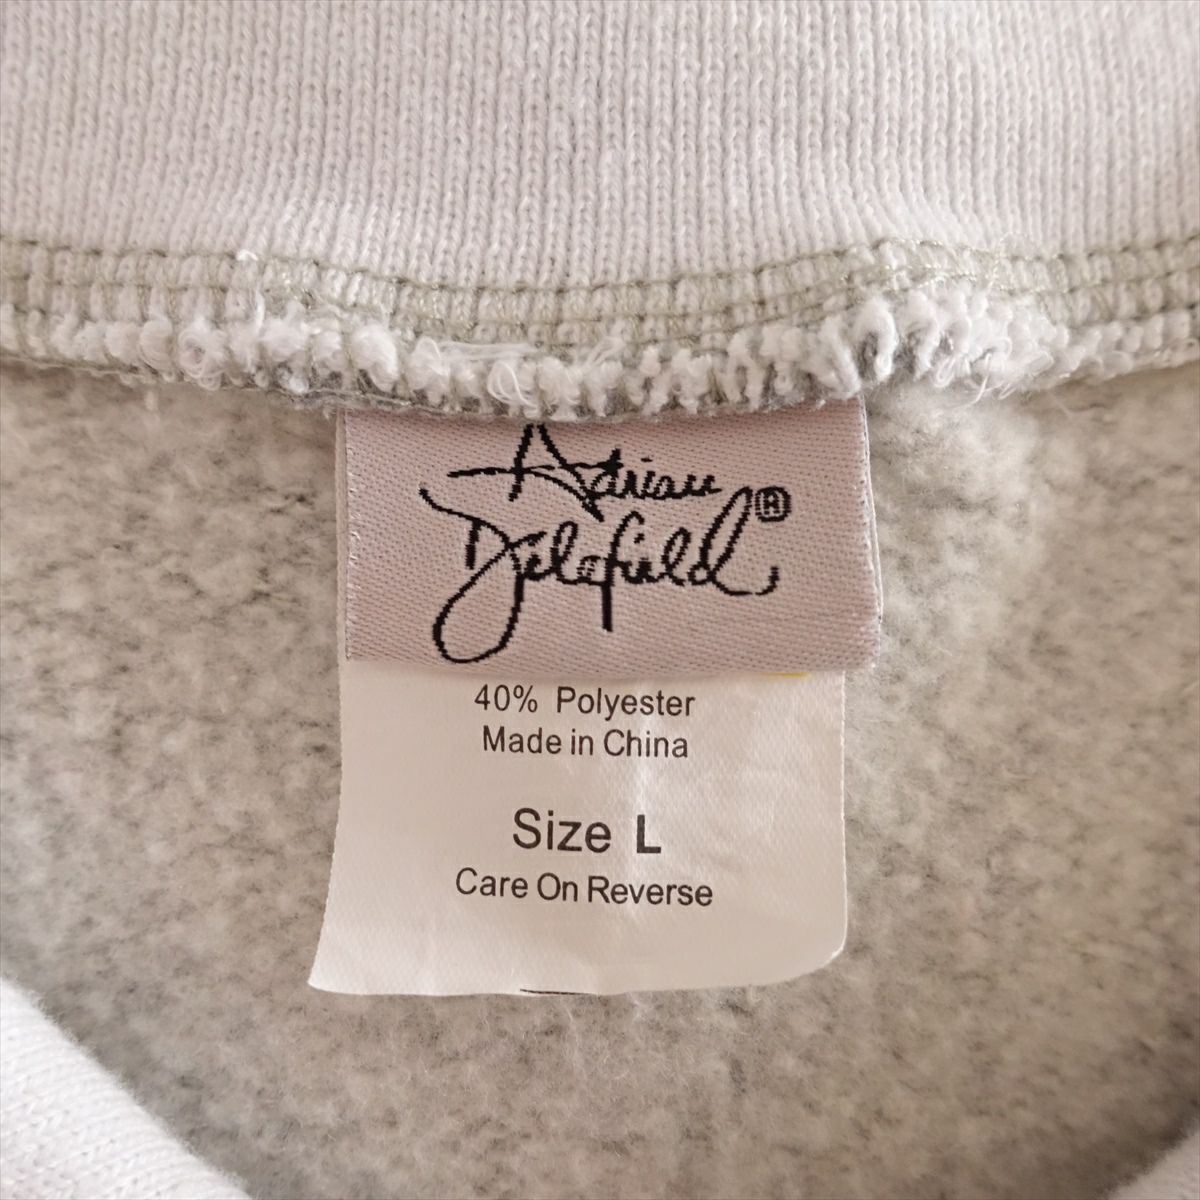 Adrian
Delafield®
40% Polyester
Made in China
Size L
Care On Reverse